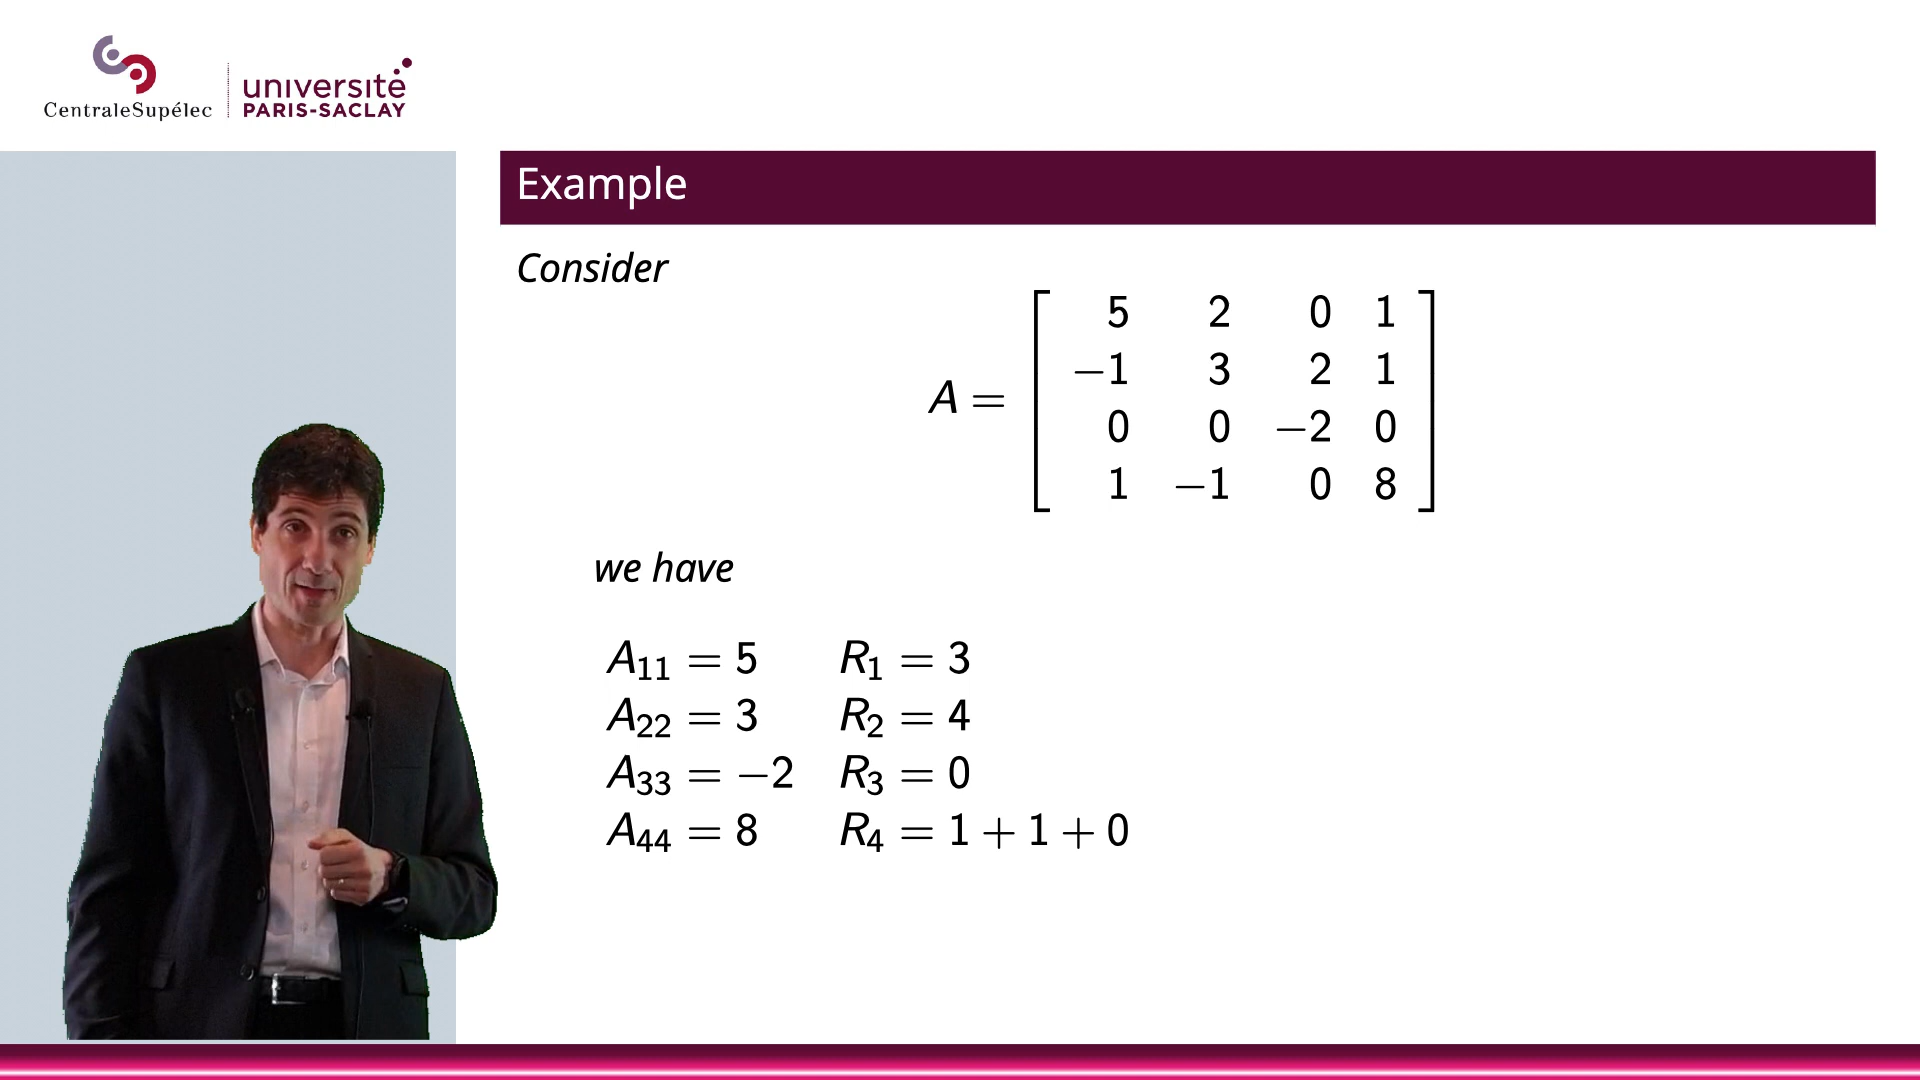 CentraleSupélec
université
PARIS-SACLAY
Example
Consider
A = [ 5 2 0 1
−1 3 2 1
0 0 −2 0
1 −1 0 8 ]
we have
A₁₁ = 5 R₁ = 3
A₂₂ = 3 R₂ = 4
A₃₃ = −2 R₃ = 0
A₄₄ = 8 R₄ = 1 + 1 + 0